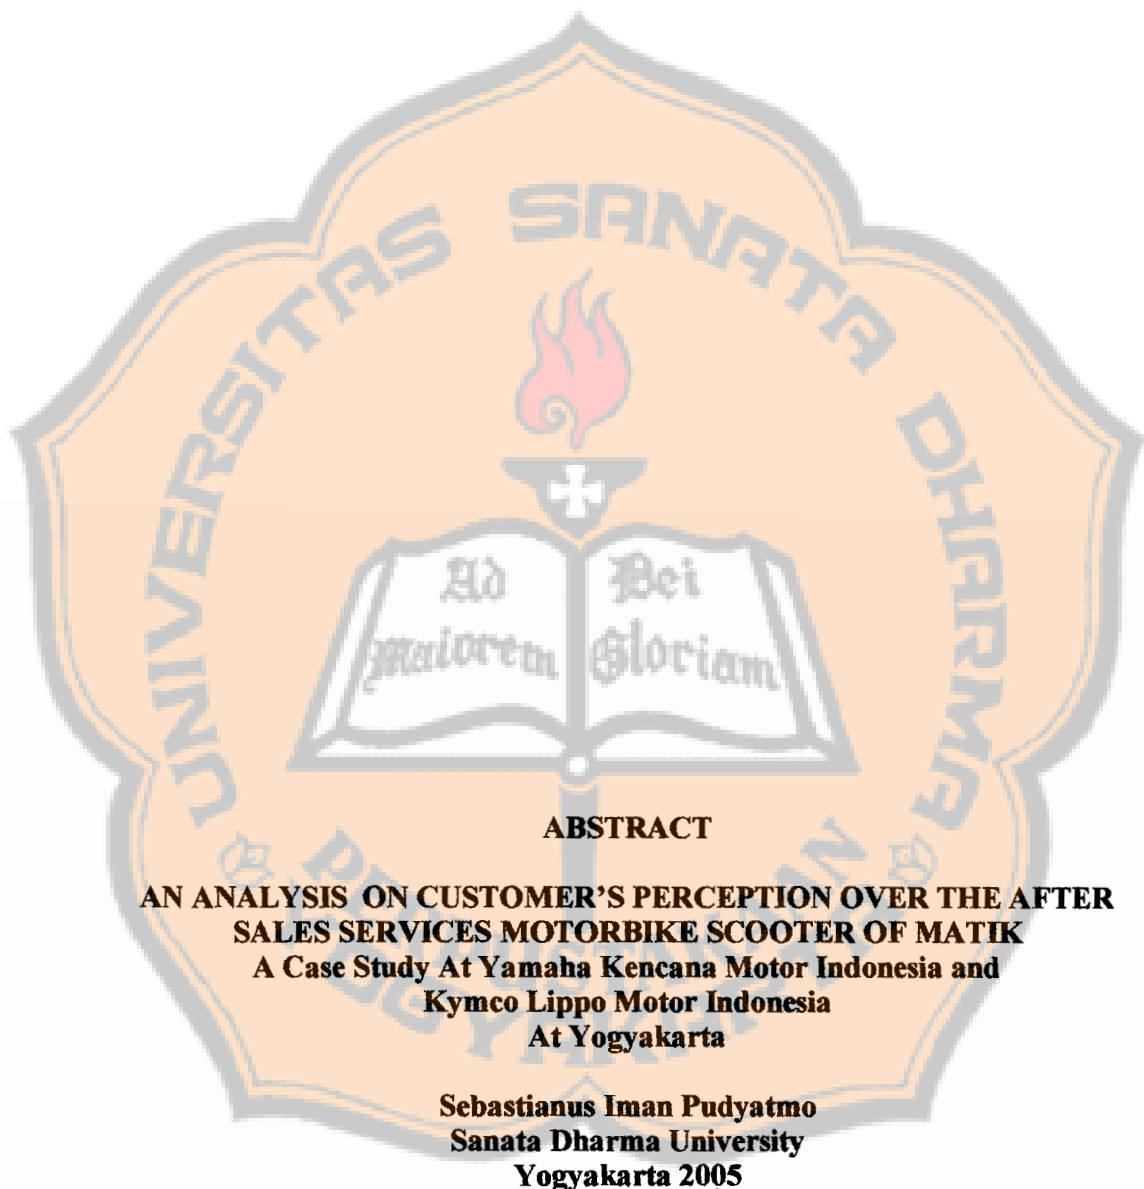 UNIVERSITAS SANATA DHARMA
Ad Dei
Maiorem Gloriam
PERPUSTAKAAN
YOGYAKARTA
ABSTRACT
AN ANALYSIS ON CUSTOMER'S PERCEPTION OVER THE AFTER
SALES SERVICES MOTORBIKE SCOOTER OF MATIK
A Case Study At Yamaha Kencana Motor Indonesia and
Kymco Lippo Motor Indonesia
At Yogyakarta
Sebastianus Iman Pudyatmo
Sanata Dharma University
Yogyakarta 2005